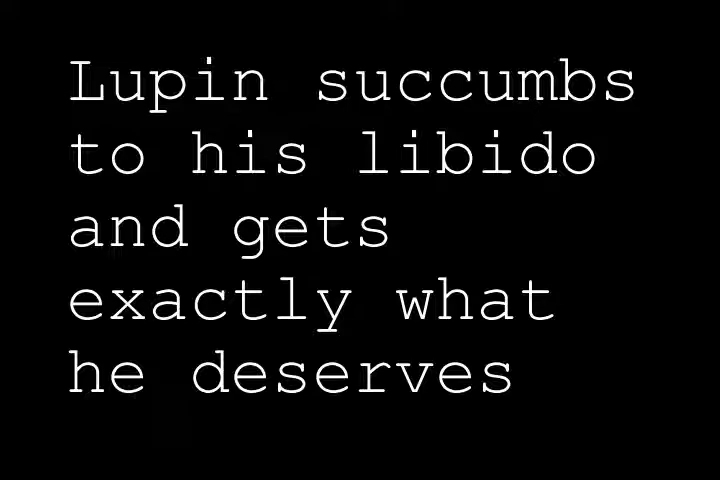 Lupin succumbs
to his libido
and gets
exactly what
he deserves